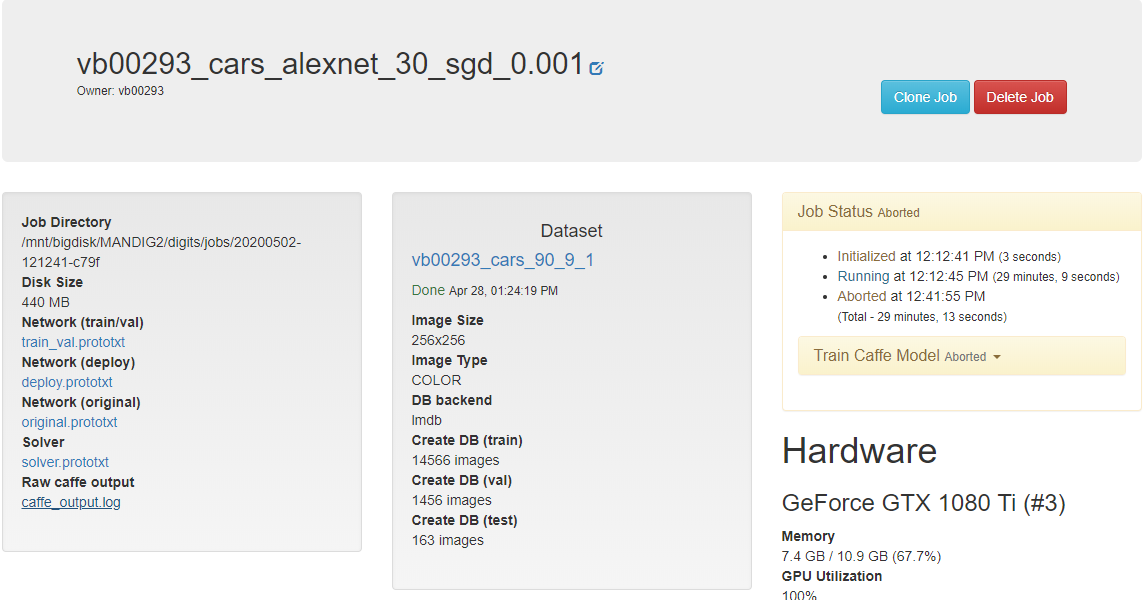 vb00293_cars_alexnet_30_sgd_0.001
Owner: vb00293
Clone Job
Delete Job
Job Directory
/mnt/bigdisk/MANDIG2/digits/jobs/20200502-
121241-c79f
Disk Size
440 MB
Network (train/val)
train_val.prototxt
Network (deploy)
deploy.prototxt
Network (original)
original.prototxt
Solver
solver.prototxt
Raw caffe output
caffe_output.log
Dataset
vb00293_cars_90_9_1
Done Apr 28, 01:24:19 PM
Image Size
256x256
Image Type
COLOR
DB backend
lmdb
Create DB (train)
14566 images
Create DB (val)
1456 images
Create DB (test)
163 images
Job Status Aborted
Initialized at 12:12:41 PM (3 seconds)
Running at 12:12:45 PM (29 minutes, 9 seconds)
Aborted at 12:41:55 PM
(Total - 29 minutes, 13 seconds)
Train Caffe Model Aborted
Hardware
GeForce GTX 1080 Ti (#3)
Memory
7.4 GB / 10.9 GB (67.7%)
GPU Utilization
100%